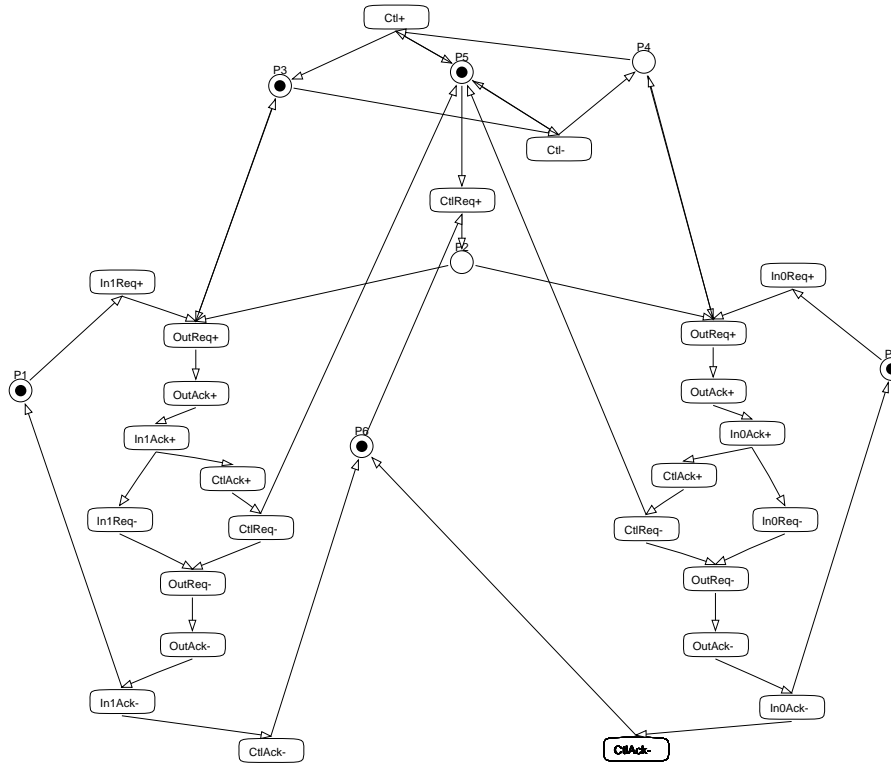 Ctl+
P5
P4
P3
Ctl-
CtlReq+
P2
In1Req+
In0Req+
OutReq+
OutReq+
P1
P
OutAck+
OutAck+
In1Ack+
P6
In0Ack+
CtlAck+
CtlAck+
In1Req-
CtlReq-
CtlReq-
In0Req-
OutReq-
OutReq-
OutAck-
OutAck-
In1Ack-
In0Ack-
CtlAck-
CtlAck-